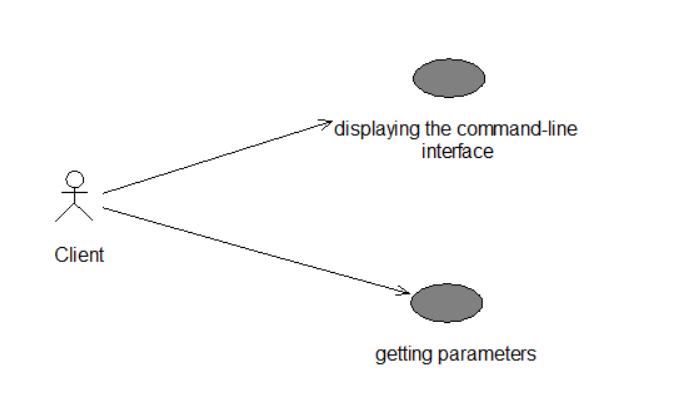 displaying the command-line
interface
Client
getting parameters